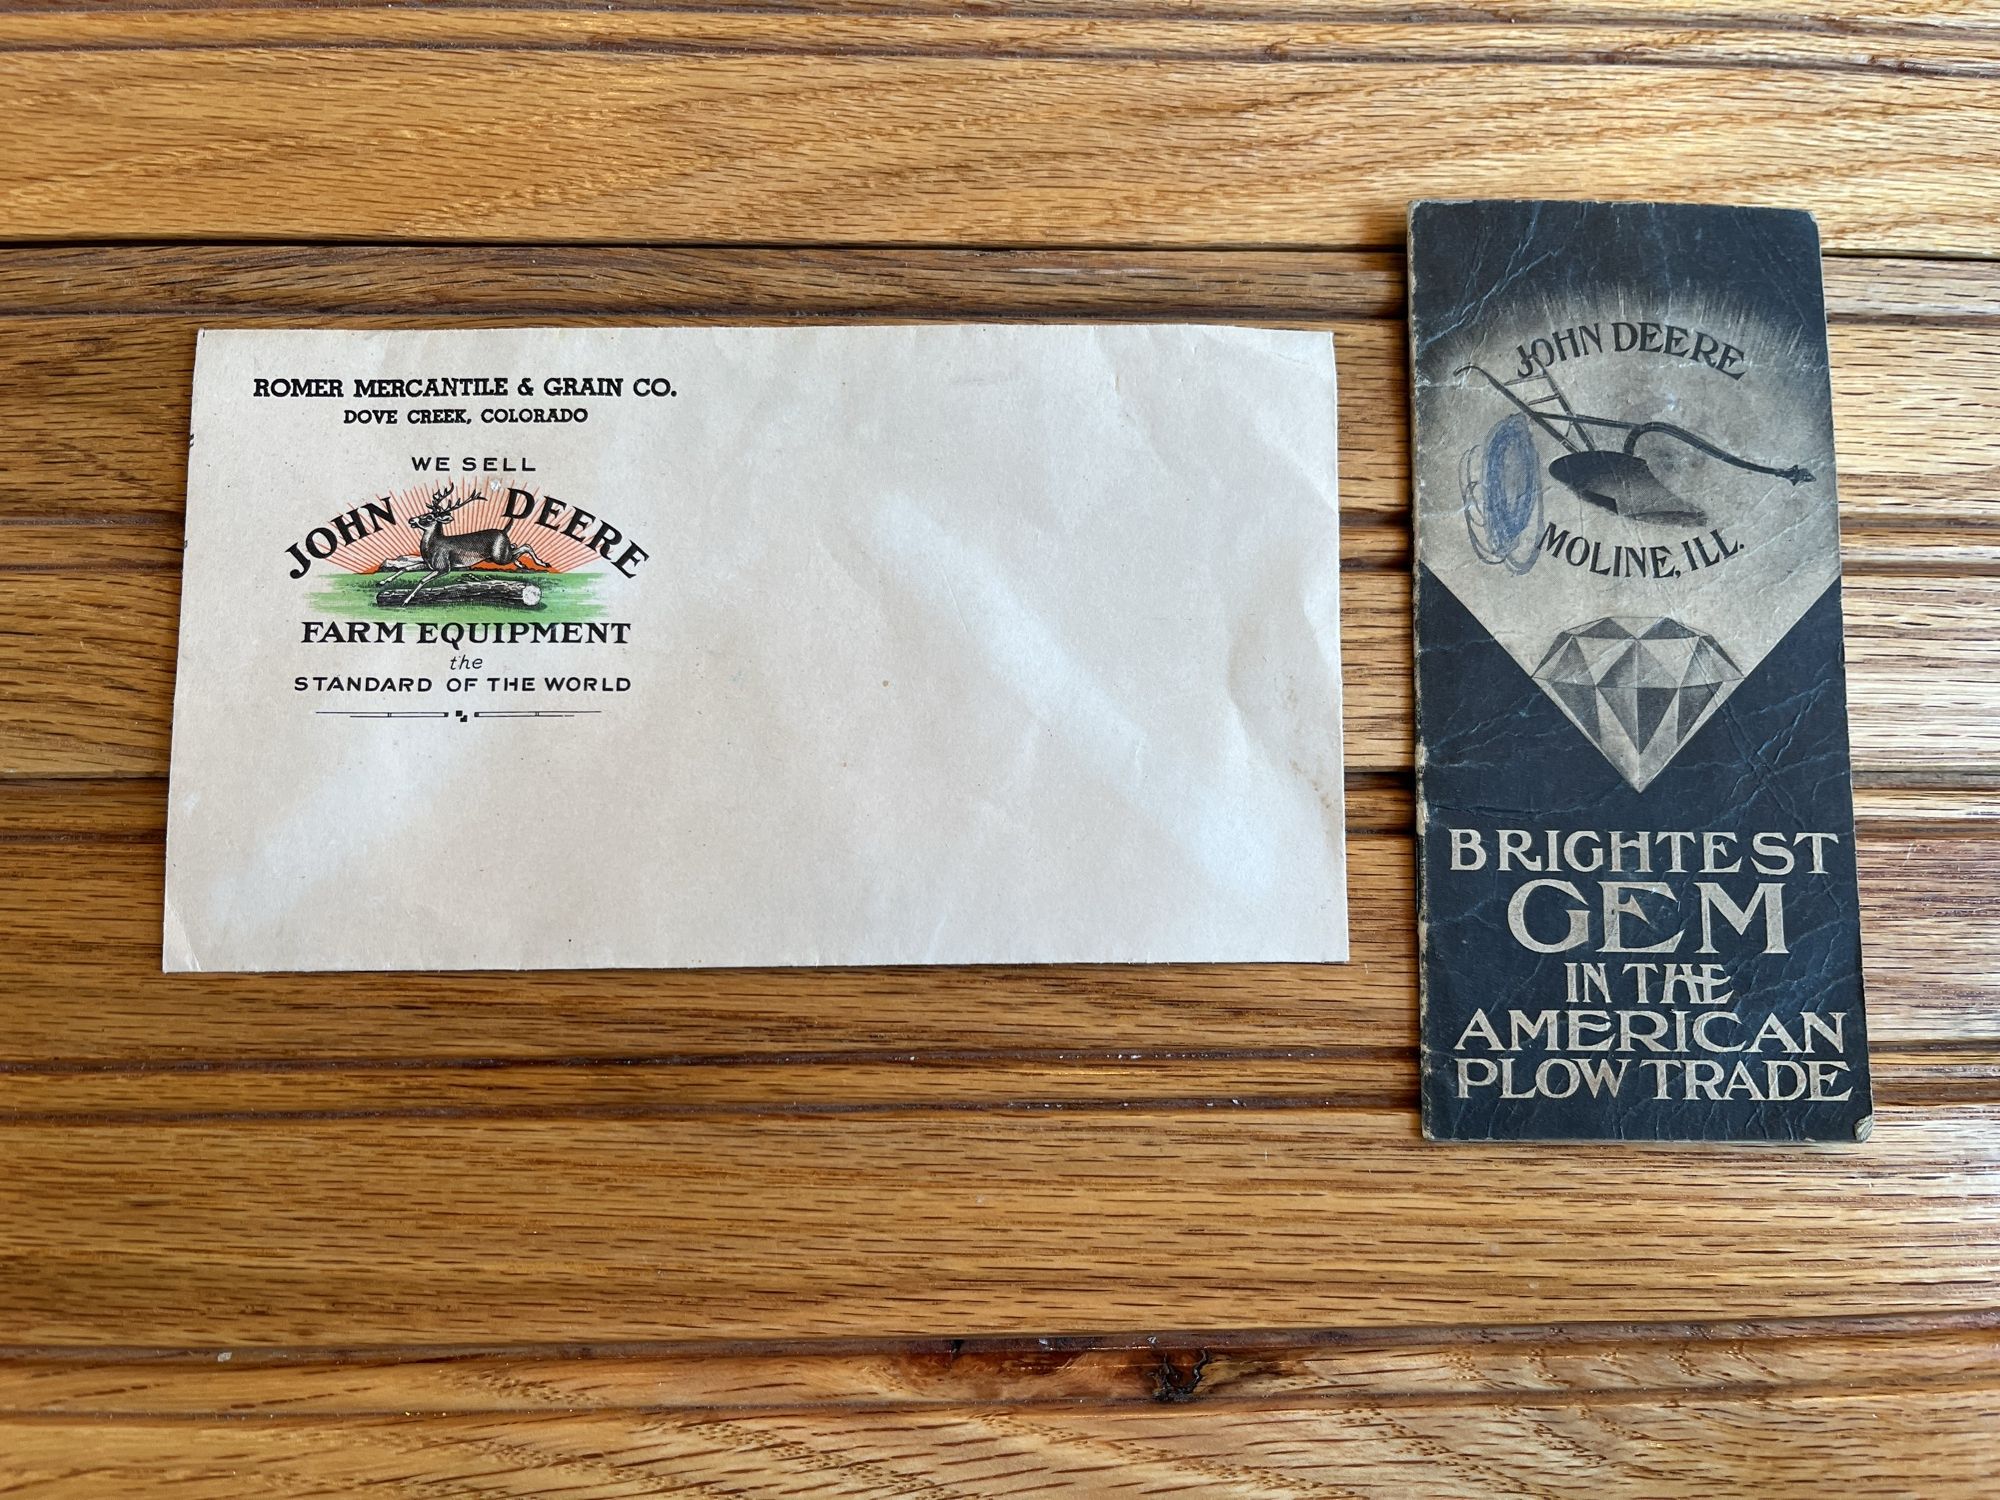 ROMER MERCANTILE & GRAIN CO.
DOVE CREEK, COLORADO
WE SELL
JOHN DEERE
FARM EQUIPMENT
the
STANDARD OF THE WORLD
JOHN DEERE
MOLINE, ILL.
BRIGHTEST
GEM
IN THE
AMERICAN
PLOW TRADE